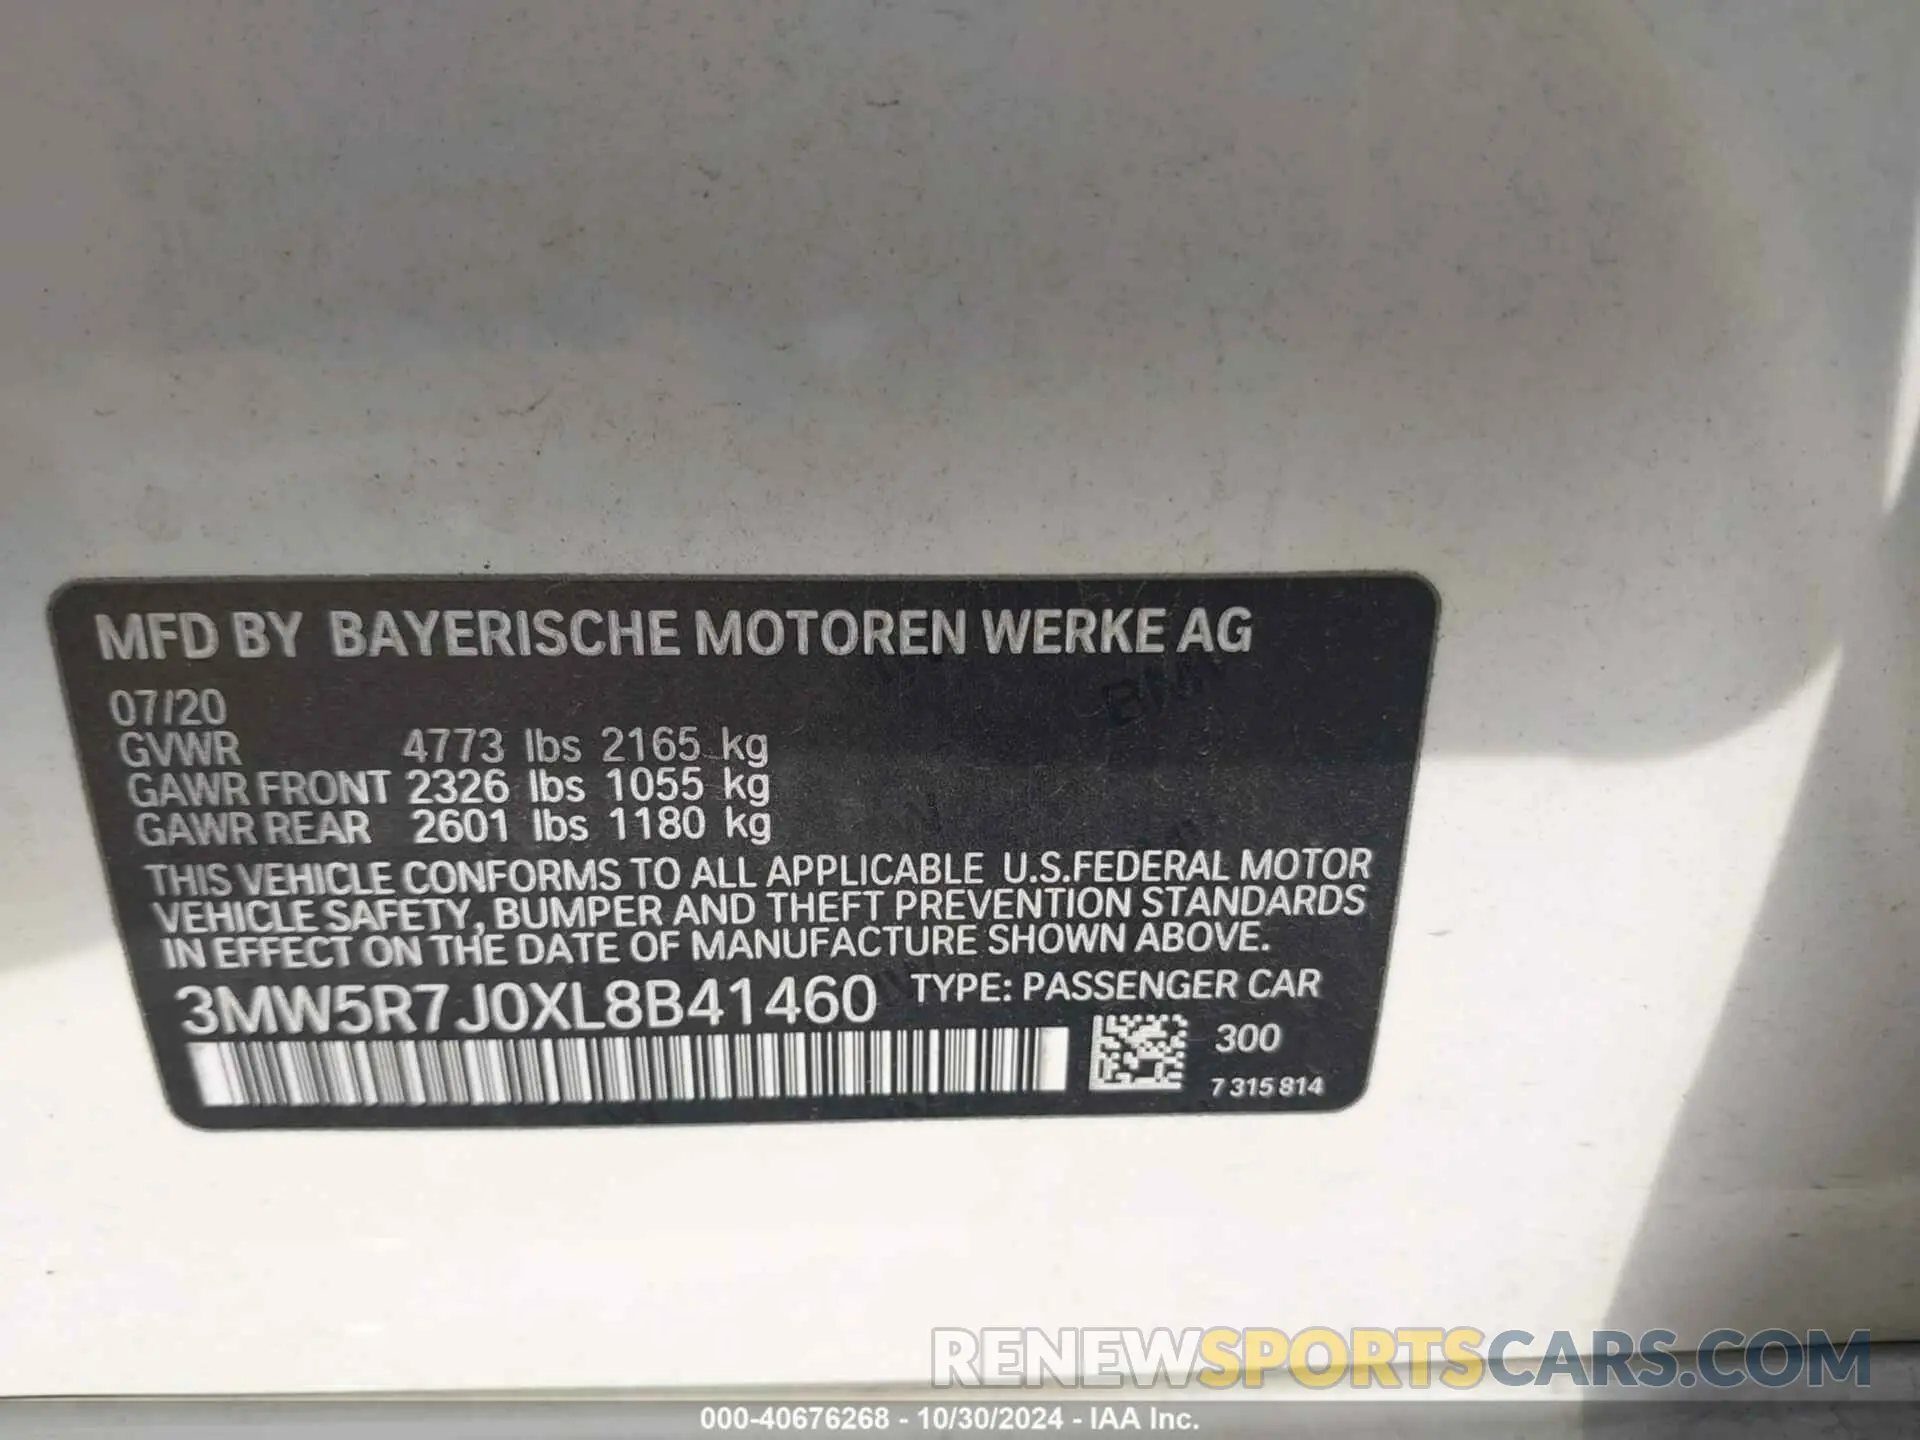 MFD BY BAYERISCHE MOTOREN WERKE AG
07/20
GVWR 4773 lbs 2165 kg
GAWR FRONT 2326 lbs 1055 kg
GAWR REAR 2601 lbs 1180 kg
THIS VEHICLE CONFORMS TO ALL APPLICABLE U.S.FEDERAL MOTOR
VEHICLE SAFETY, BUMPER AND THEFT PREVENTION STANDARDS
IN EFFECT ON THE DATE OF MANUFACTURE SHOWN ABOVE.
3MW5R7J0XL8B41460 TYPE: PASSENGER CAR
300
7 315 814
RENEWSPORTSCARS.COM
000-40676268 - 10/30/2024 - IAA Inc.